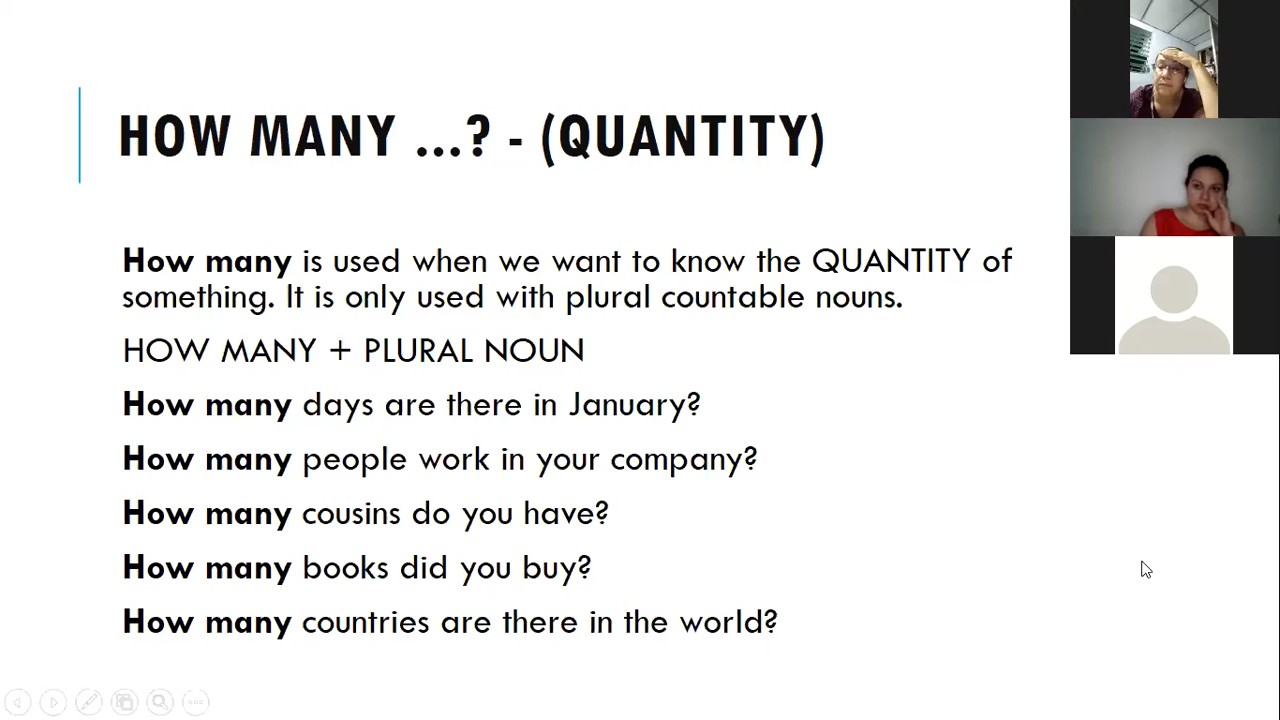 HOW MANY ...? - (QUANTITY)
How many is used when we want to know the QUANTITY of
something. It is only used with plural countable nouns.
HOW MANY + PLURAL NOUN
How many days are there in January?
How many people work in your company?
How many cousins do you have?
How many books did you buy?
How many countries are there in the world?